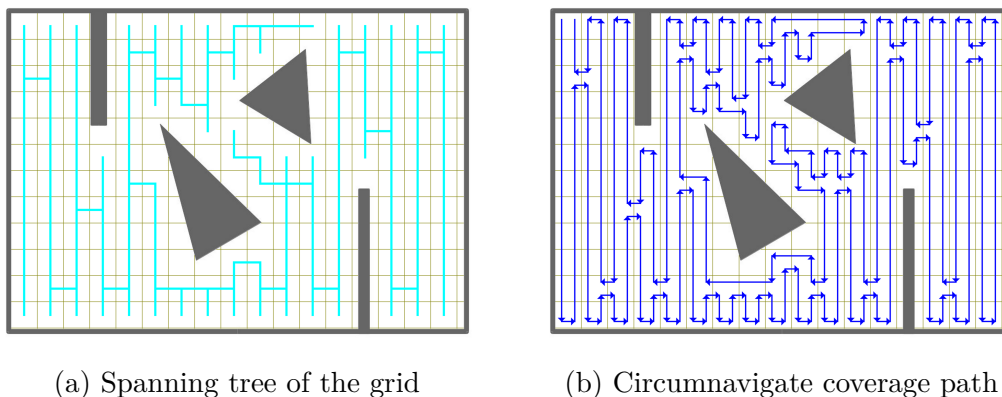 (a) Spanning tree of the grid
(b) Circumnavigate coverage path